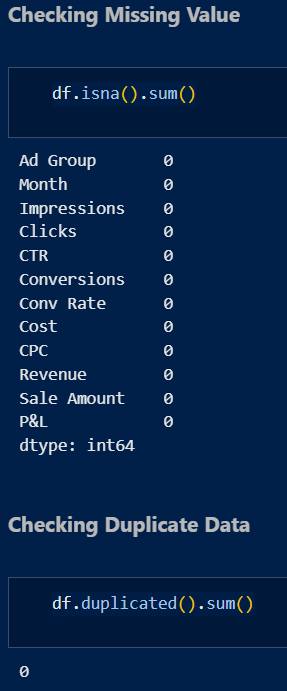 Checking Missing Value
df.isna().sum()
Ad Group 0
Month 0
Impressions 0
Clicks 0
CTR 0
Conversions 0
Conv Rate 0
Cost 0
CPC 0
Revenue 0
Sale Amount 0
P&L 0
dtype: int64
Checking Duplicate Data
df.duplicated().sum()
0